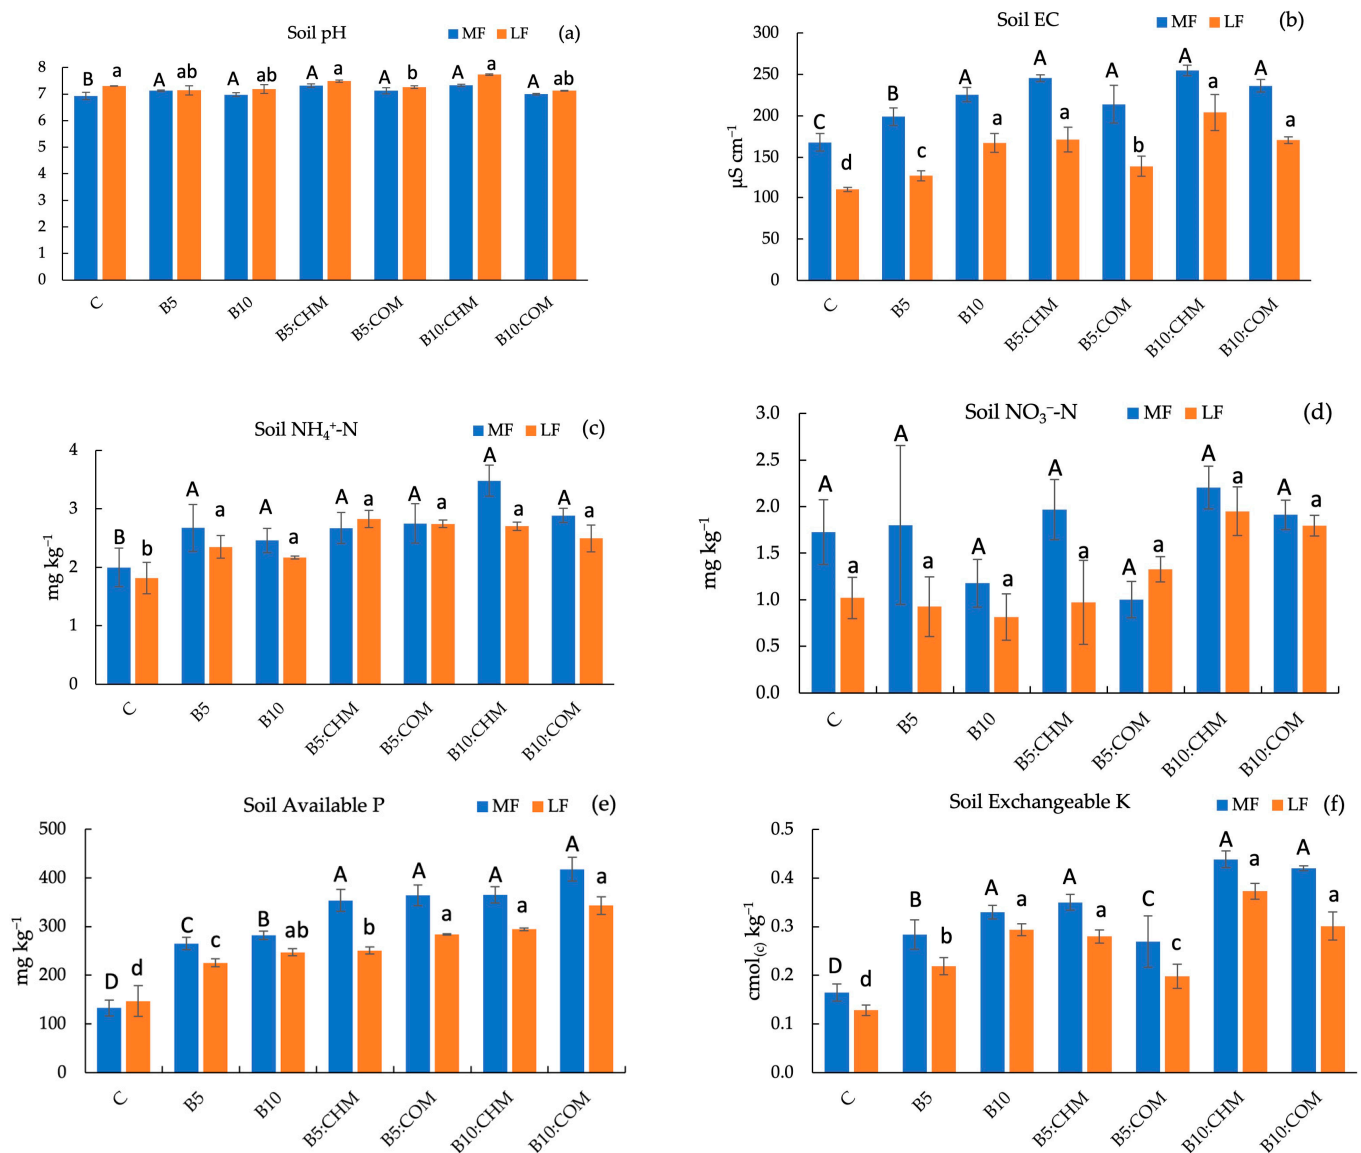 Soil pH MF LF (a)
8
7
6
5
4
3
2
1
0
B a A ab A ab A a A b A a A ab
C B5 B10 B5:CHM B5:COM B10:CHM B10:COM
Soil EC MF LF (b)
µS cm⁻¹
300
250
200
150
100
50
0
C d B c A a A a A b A a A a
C B5 B10 B5:CHM B5:COM B10:CHM B10:COM
Soil NH₄⁺-N MF LF (c)
mg kg⁻¹
4
3
2
1
0
B b A a A a A a A a A a A a
C B5 B10 B5:CHM B5:COM B10:CHM B10:COM
Soil NO₃⁻-N MF LF (d)
mg kg⁻¹
3.0
2.5
2.0
1.5
1.0
0.5
0.0
A a A a A a A a A a A a A a
C B5 B10 B5:CHM B5:COM B10:CHM B10:COM
Soil Available P MF LF (e)
mg kg⁻¹
500
400
300
200
100
0
D d C c B ab A b A a A a A a
C B5 B10 B5:CHM B5:COM B10:CHM B10:COM
Soil Exchangeable K MF LF (f)
cmol₍c₎ kg⁻¹
0.5
0.4
0.3
0.2
0.1
0.0
D d B b A a A a C c A a A a
C B5 B10 B5:CHM B5:COM B10:CHM B10:COM